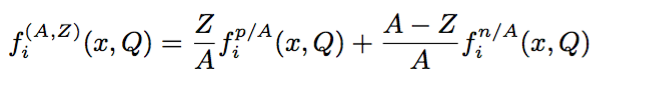 f_i^{(A,Z)}(x, Q) = \frac{Z}{A} f_i^{p/A}(x, Q) + \frac{A - Z}{A} f_i^{n/A}(x, Q)